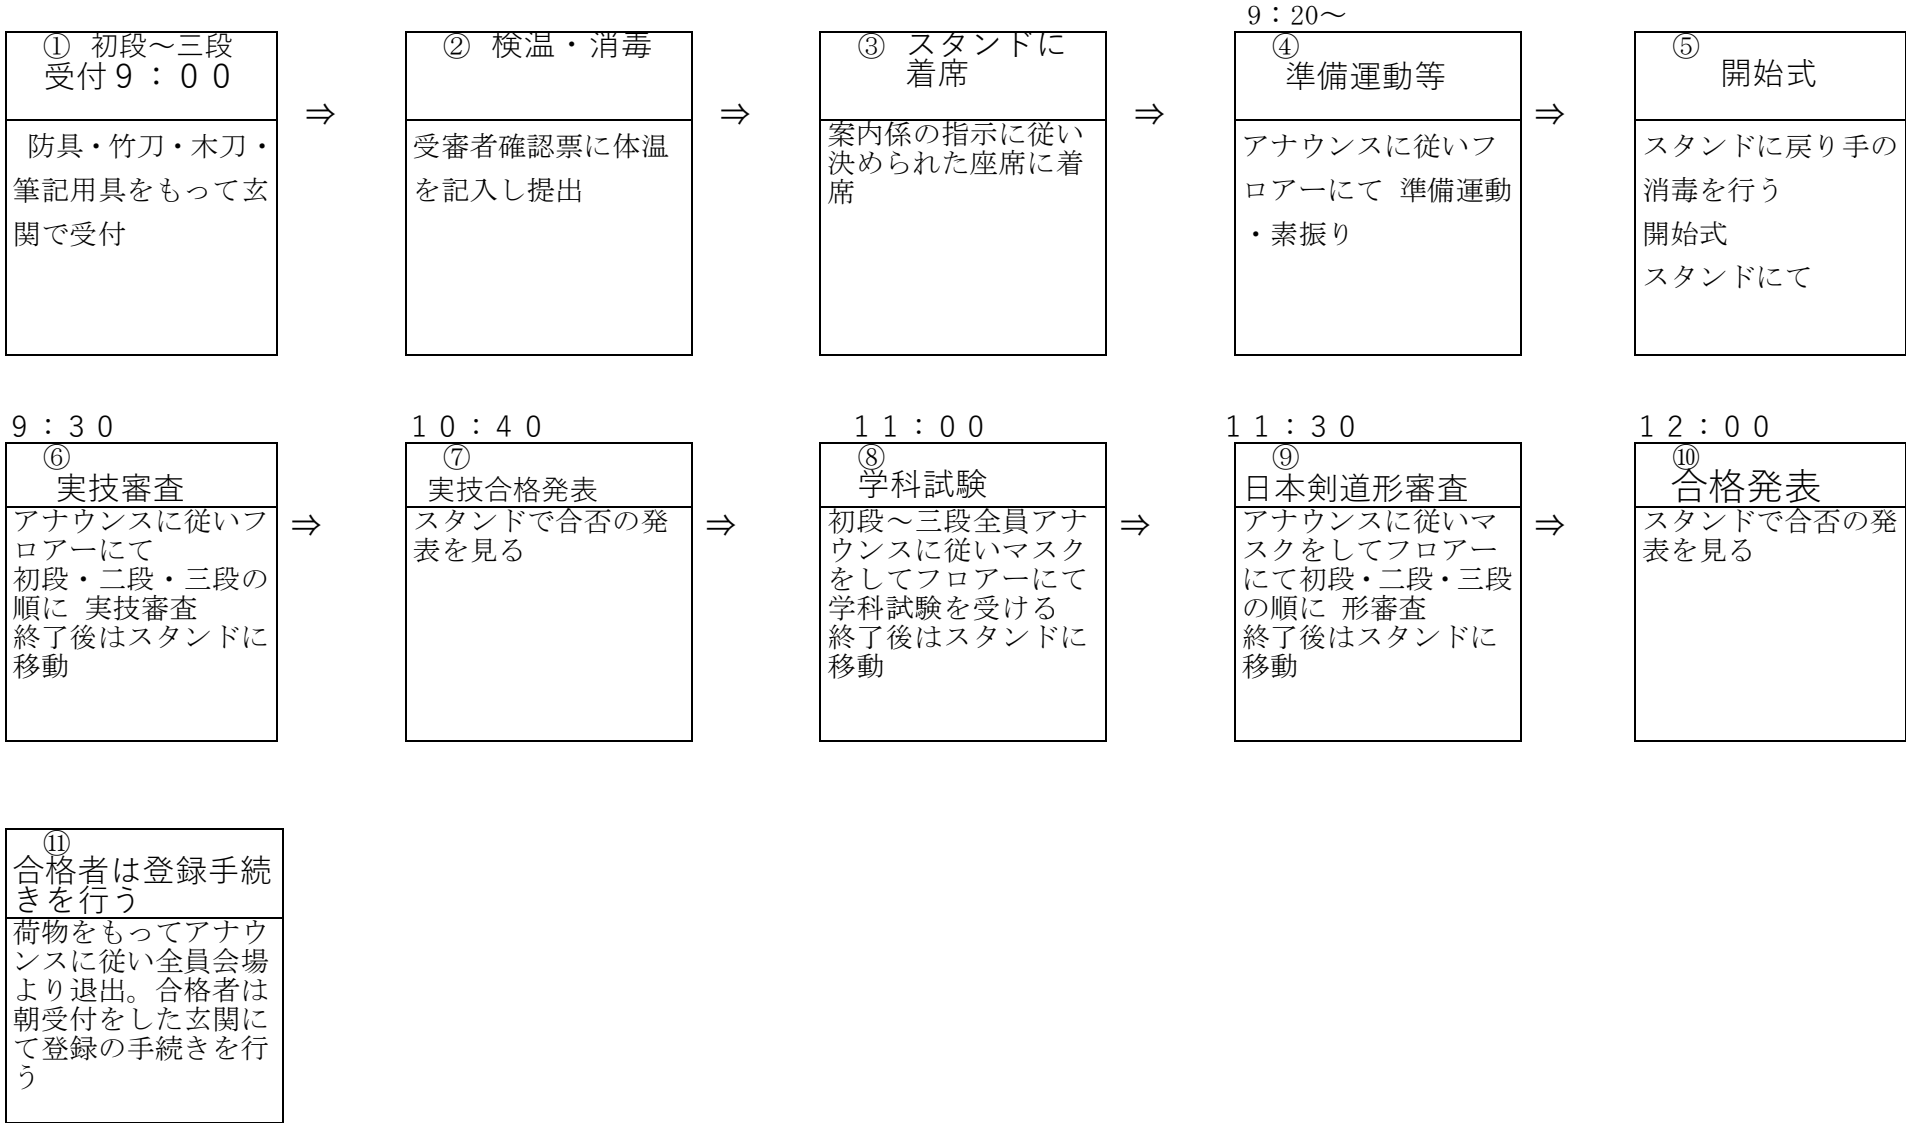 ① 初段～三段
受付９：００
防具・竹刀・木刀・
筆記用具をもって玄
関で受付
⇒
② 検温・消毒
受審者確認票に体温
を記入し提出
⇒
③ スタンドに
着席
案内係の指示に従い
決められた座席に着
席
⇒
9：20～
④
準備運動等
アナウンスに従いフ
ロアーにて 準備運動
・素振り
⇒
⑤
開始式
スタンドに戻り手の
消毒を行う
開始式
スタンドにて
９：３０
⑥
実技審査
アナウンスに従いフ
ロアーにて
初段・二段・三段の
順に 実技審査
終了後はスタンドに
移動
⇒
１０：４０
⑦
実技合格発表
スタンドで合否の発
表を見る
⇒
１１：００
⑧
学科試験
初段～三段全員アナ
ウンスに従いマスク
をしてフロアーにて
学科試験を受ける
終了後はスタンドに
移動
⇒
１１：３０
⑨
日本剣道形審査
アナウンスに従いマ
スクをしてフロアー
にて初段・二段・三段
の順に 形審査
終了後はスタンドに
移動
⇒
１２：００
⑩
合格発表
スタンドで合否の発
表を見る
⑪
合格者は登録手続
きを行う
荷物をもってアナウ
ンスに従い全員会場
より退出。合格者は
朝受付をした玄関に
て登録の手続きを行
う